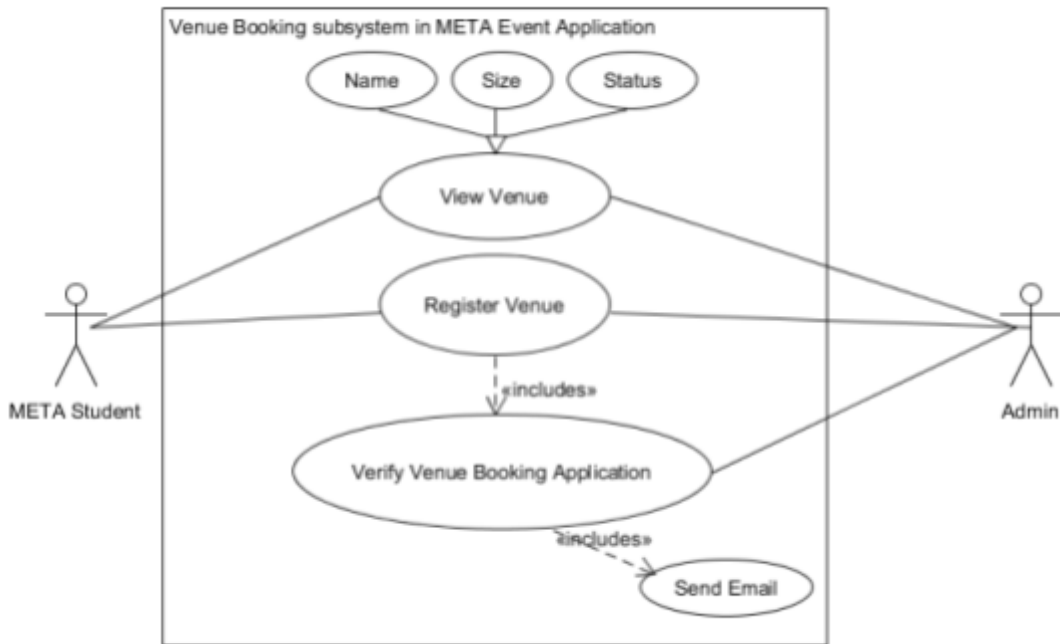 Venue Booking subsystem in META Event Application
Name
Size
Status
View Venue
Register Venue
«includes»
META Student
Admin
Verify Venue Booking Application
«includes»
Send Email